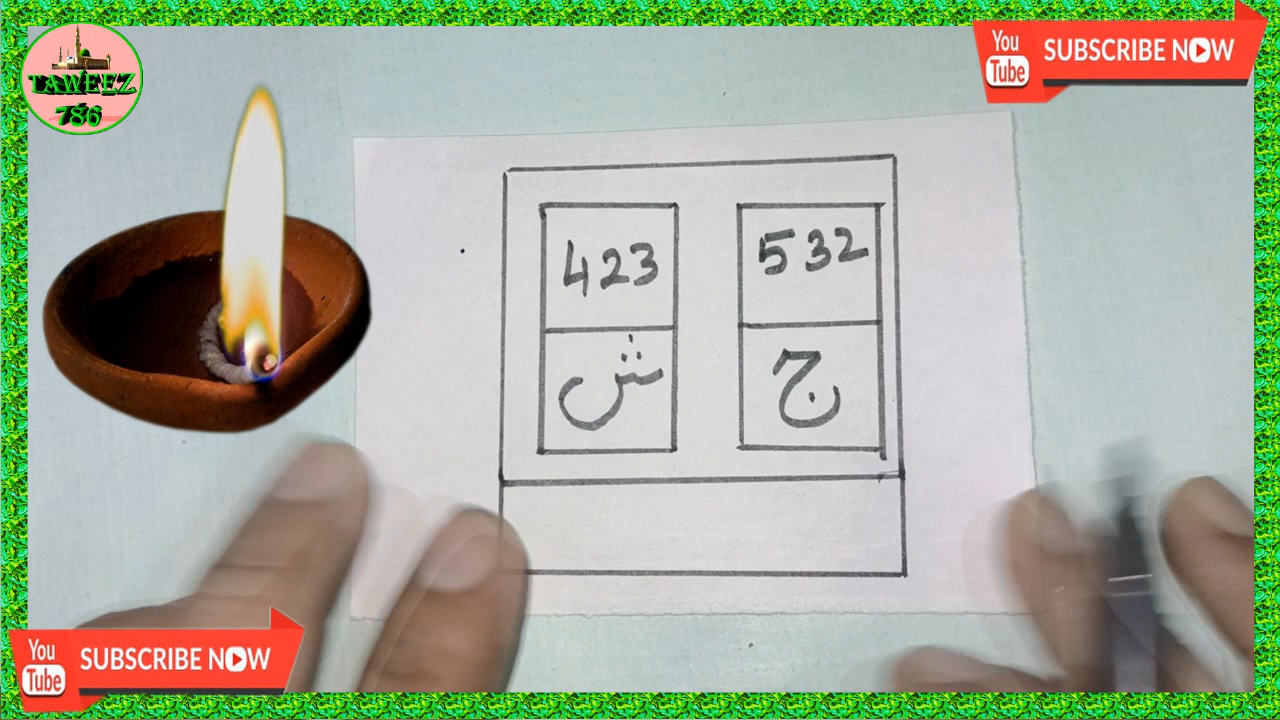 TAWEEZ
786
You
Tube
SUBSCRIBE NOW
423
532
ش
ج
You
Tube
SUBSCRIBE NOW